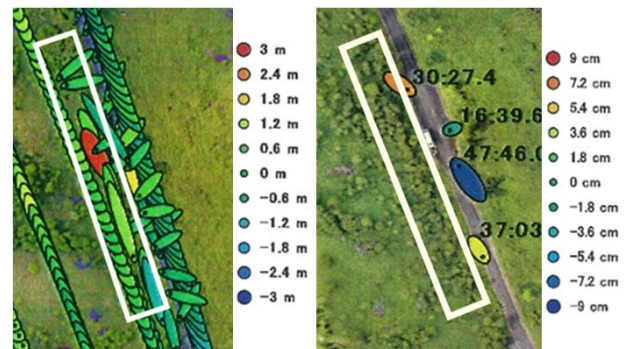 3 m
2.4 m
1.8 m
1.2 m
0.6 m
0 m
-0.6 m
-1.2 m
-1.8 m
-2.4 m
-3 m
30:27.4
16:39.6
47:46.0
37:03
9 cm
7.2 cm
5.4 cm
3.6 cm
1.8 cm
0 cm
-1.8 cm
-3.6 cm
-5.4 cm
-7.2 cm
-9 cm